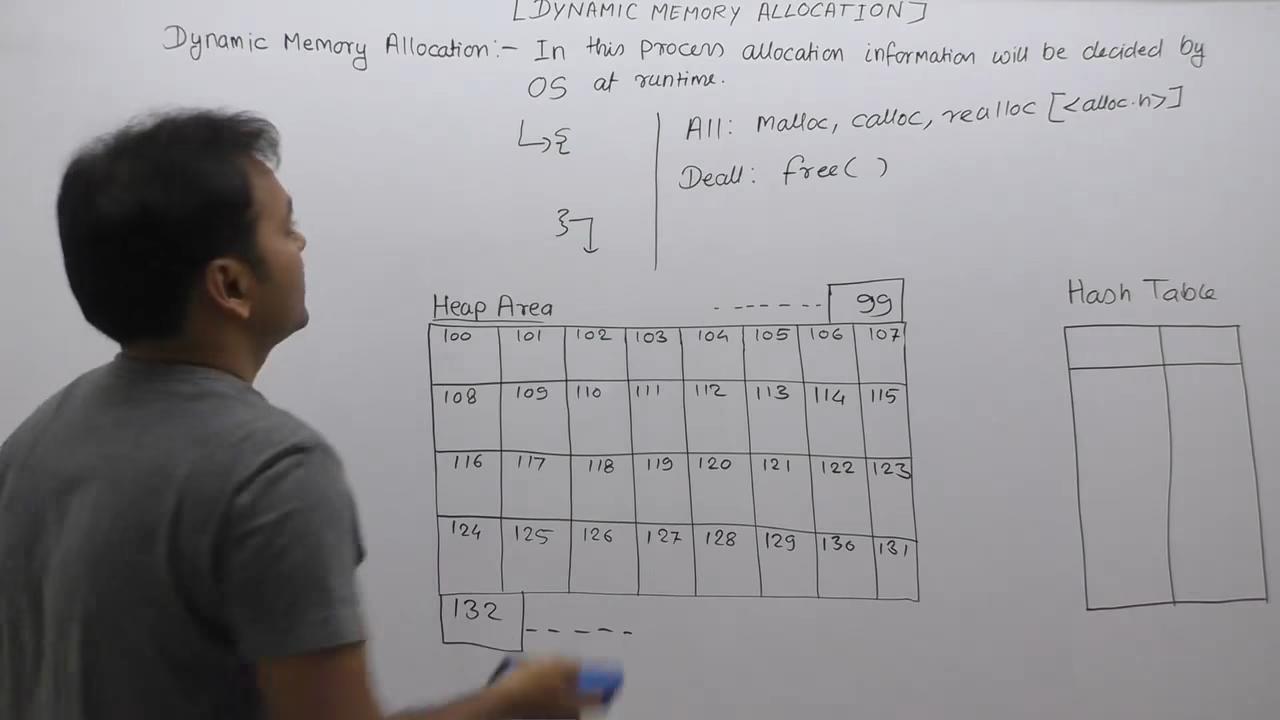 [DYNAMIC MEMORY ALLOCATION]
Dynamic Memory Allocation:- In this process allocation information will be decided by
OS at runtime.
All: malloc, calloc, realloc [<alloc.h>]
Deall: free( )
{
}
Heap Area
------ 99
100 101 102 103 104 105 106 107
108 109 110 111 112 113 114 115
116 117 118 119 120 121 122 123
124 125 126 127 128 129 130 131
132 -----
Hash Table